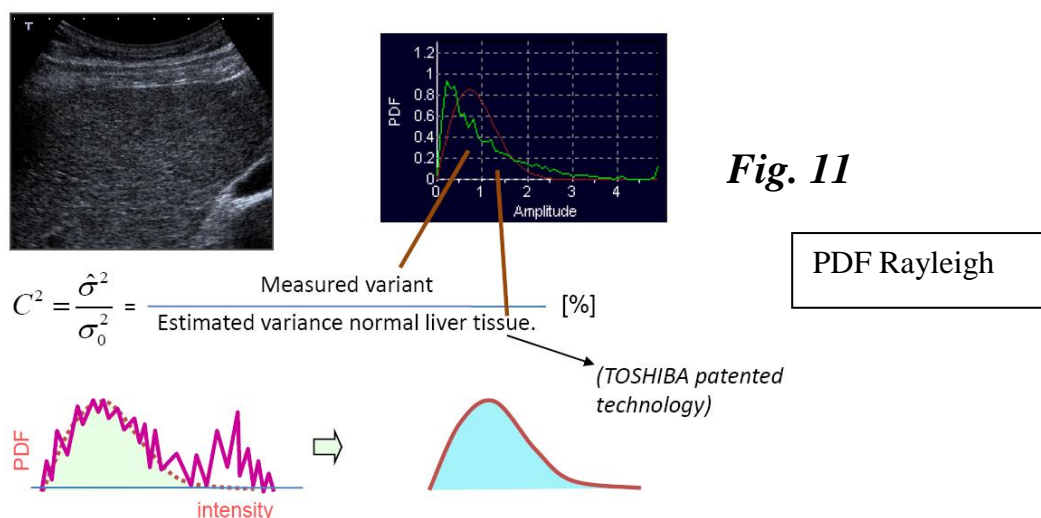 T
1.2
1
0.8
0.6
0.4
0.2
0
PDF
0 1 2 3 4
Amplitude
Fig. 11
PDF Rayleigh
C² = σ̂² / σ₀² = Measured variant / Estimated variance normal liver tissue. [%]
(TOSHIBA patented
technology)
PDF
intensity